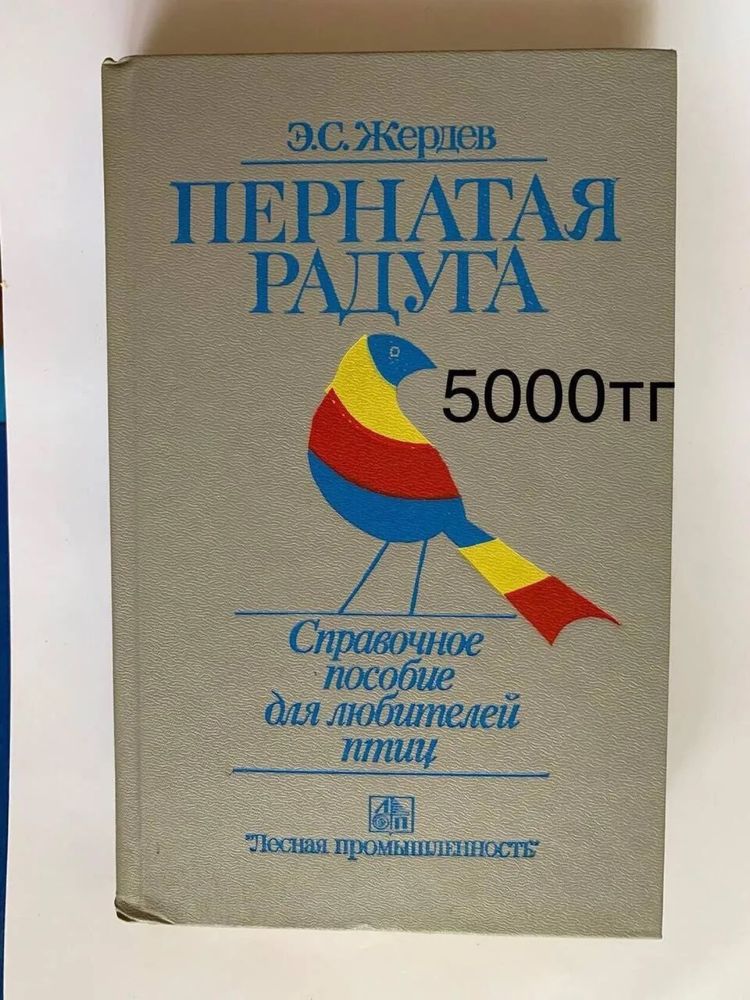 Э.С. Жердев
ПЕРНАТАЯ
РАДУГА
5000тг
Справочное
пособие
для любителей
птиц
ЛП
"Лесная промышленность"